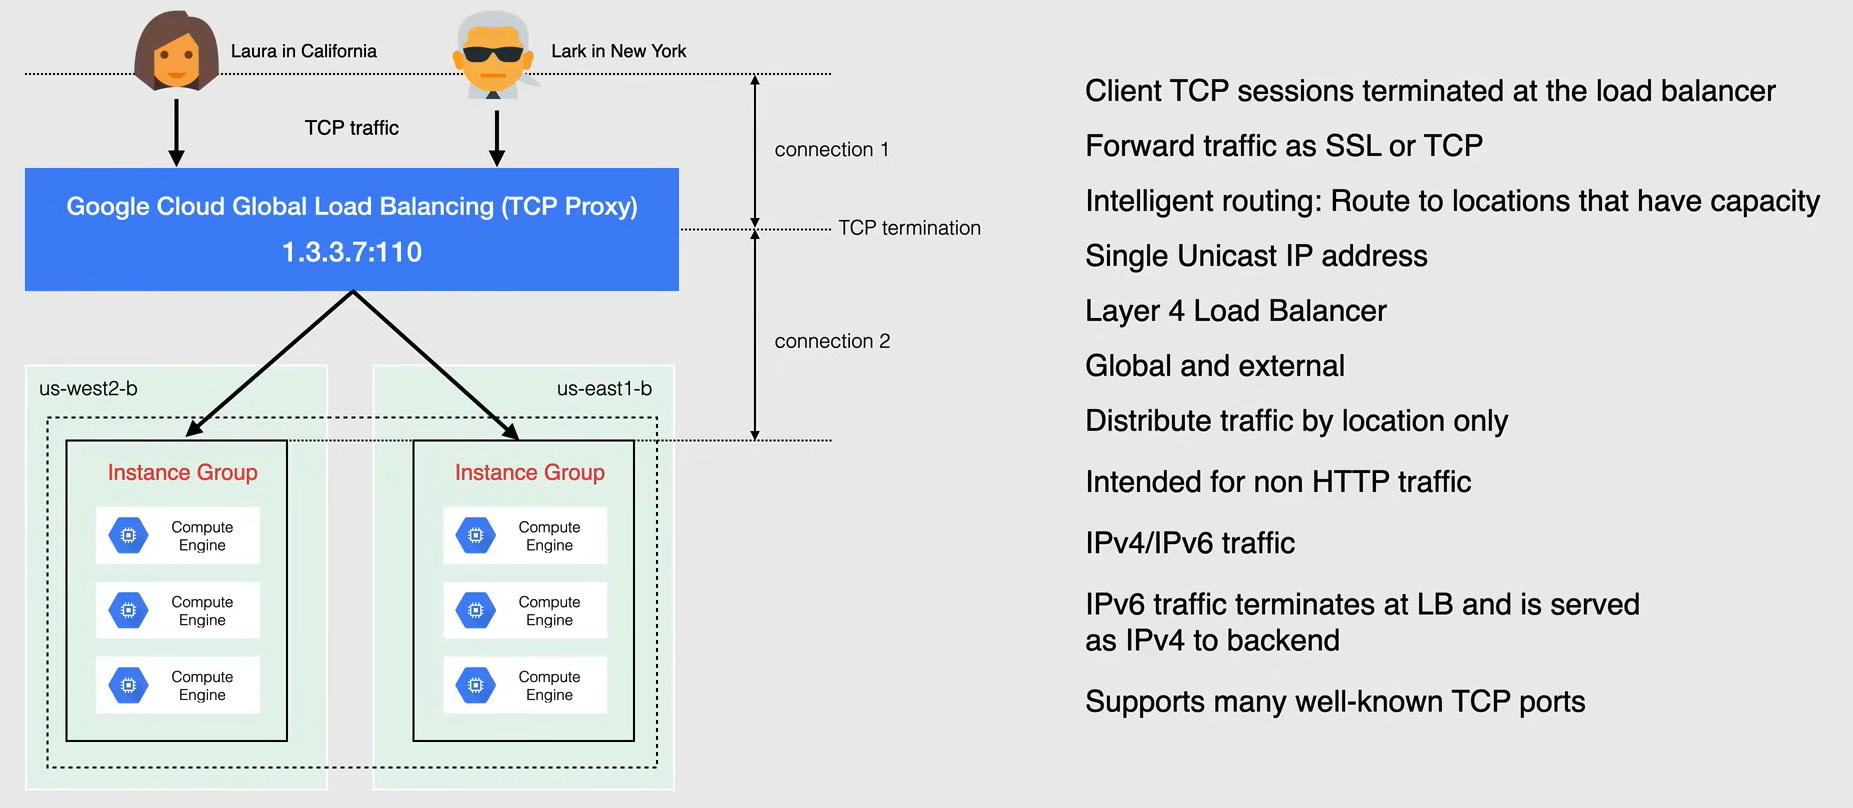 Laura in California
Lark in New York
TCP traffic
connection 1
Google Cloud Global Load Balancing (TCP Proxy)
1.3.3.7:110
TCP termination
connection 2
us-west2-b
us-east1-b
Instance Group
Compute
Engine
Compute
Engine
Compute
Engine
Instance Group
Compute
Engine
Compute
Engine
Compute
Engine
Client TCP sessions terminated at the load balancer
Forward traffic as SSL or TCP
Intelligent routing: Route to locations that have capacity
Single Unicast IP address
Layer 4 Load Balancer
Global and external
Distribute traffic by location only
Intended for non HTTP traffic
IPv4/IPv6 traffic
IPv6 traffic terminates at LB and is served
as IPv4 to backend
Supports many well-known TCP ports